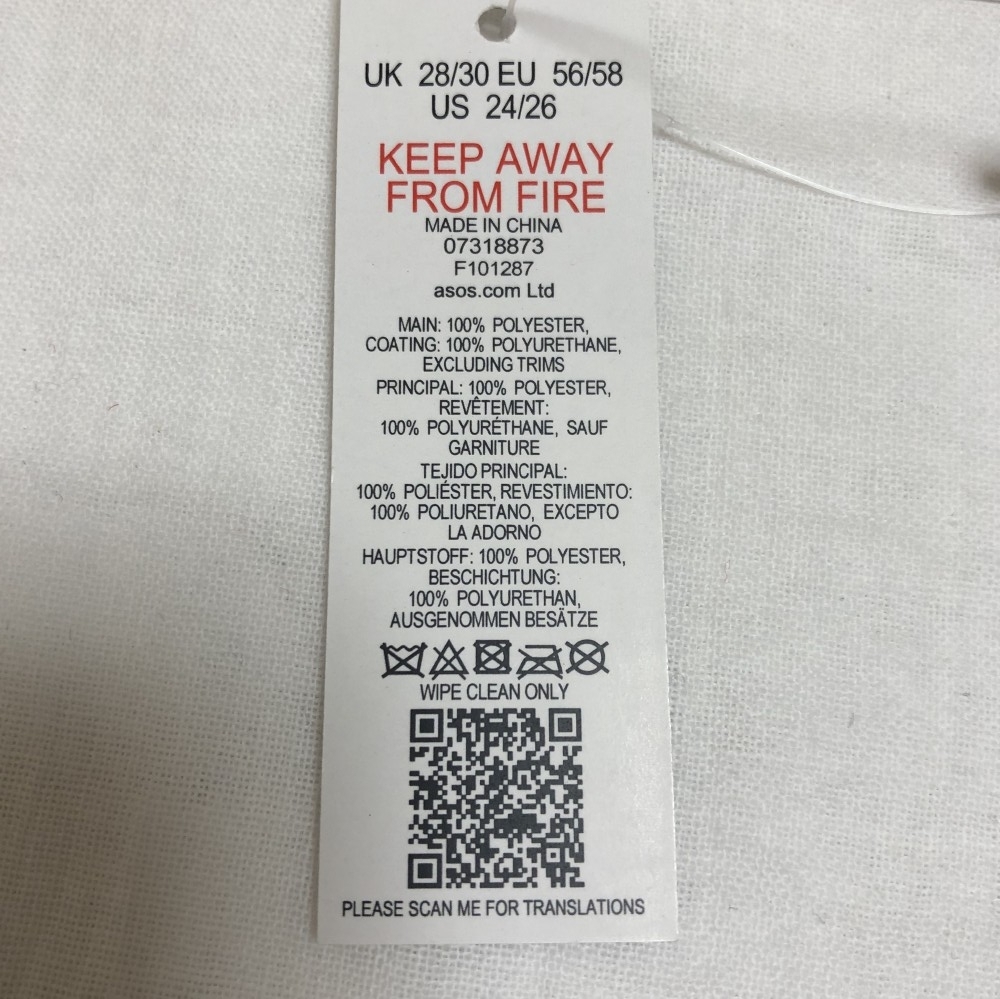 UK 28/30 EU 56/58
US 24/26
KEEP AWAY
FROM FIRE
MADE IN CHINA
07318873
F101287
asos.com Ltd
MAIN: 100% POLYESTER,
COATING: 100% POLYURETHANE,
EXCLUDING TRIMS
PRINCIPAL: 100% POLYESTER,
REVÊTEMENT:
100% POLYURÉTHANE, SAUF
GARNITURE
TEJIDO PRINCIPAL:
100% POLIÉSTER, REVESTIMIENTO:
100% POLIURETANO, EXCEPTO
LA ADORNO
HAUPTSTOFF: 100% POLYESTER,
BESCHICHTUNG:
100% POLYURETHAN,
AUSGENOMMEN BESÄTZE
WIPE CLEAN ONLY
PLEASE SCAN ME FOR TRANSLATIONS